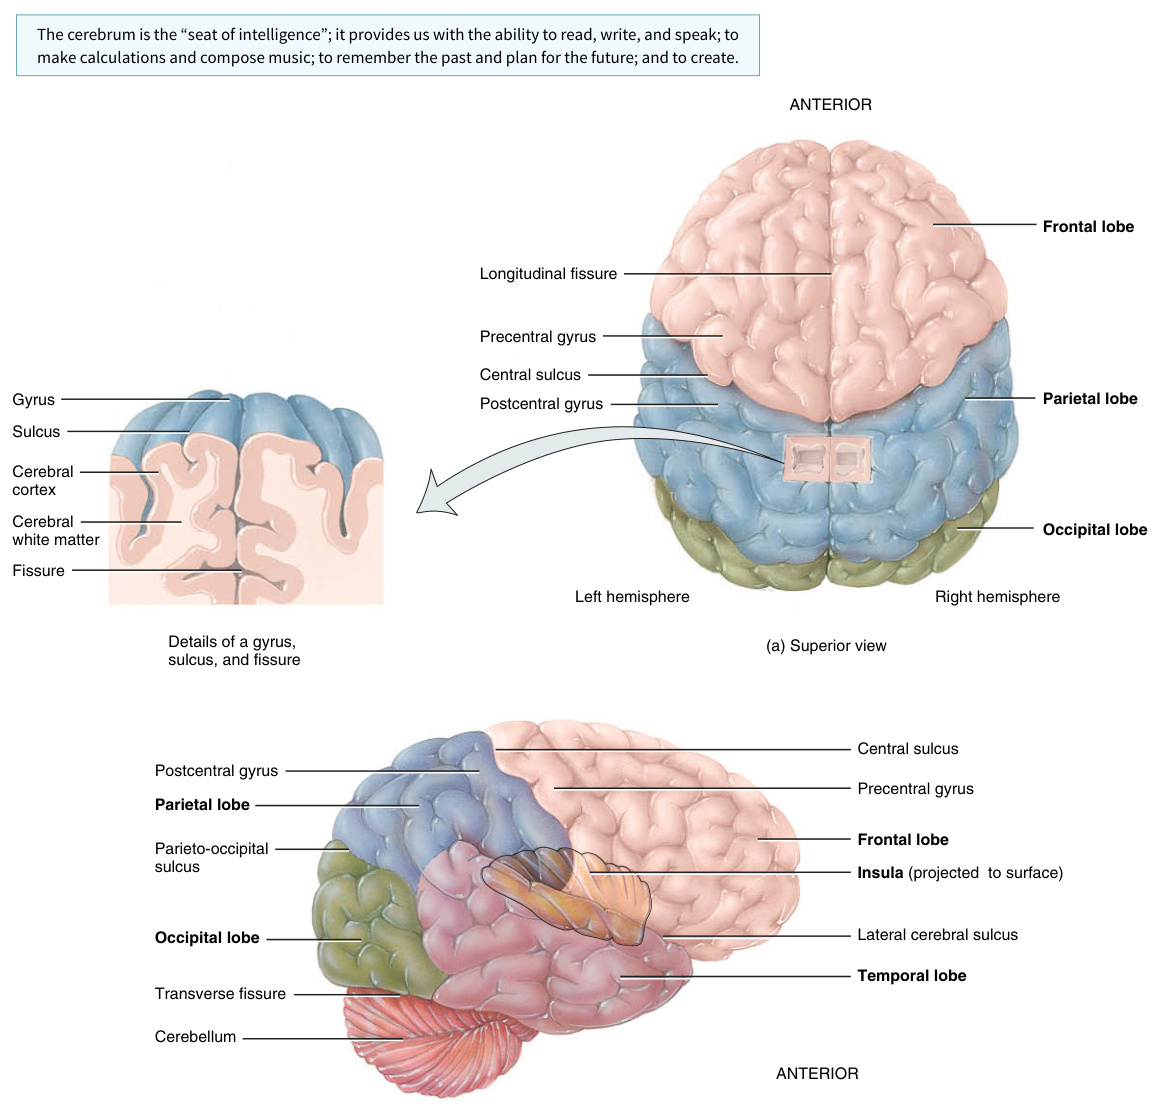 The cerebrum is the “seat of intelligence”; it provides us with the ability to read, write, and speak; to
make calculations and compose music; to remember the past and plan for the future; and to create.
ANTERIOR
Frontal lobe
Longitudinal fissure
Precentral gyrus
Central sulcus
Postcentral gyrus
Parietal lobe
Occipital lobe
Left hemisphere
Right hemisphere
(a) Superior view
Gyrus
Sulcus
Cerebral
cortex
Cerebral
white matter
Fissure
Details of a gyrus,
sulcus, and fissure
Postcentral gyrus
Parietal lobe
Parieto-occipital
sulcus
Occipital lobe
Transverse fissure
Cerebellum
Central sulcus
Precentral gyrus
Frontal lobe
Insula (projected to surface)
Lateral cerebral sulcus
Temporal lobe
ANTERIOR